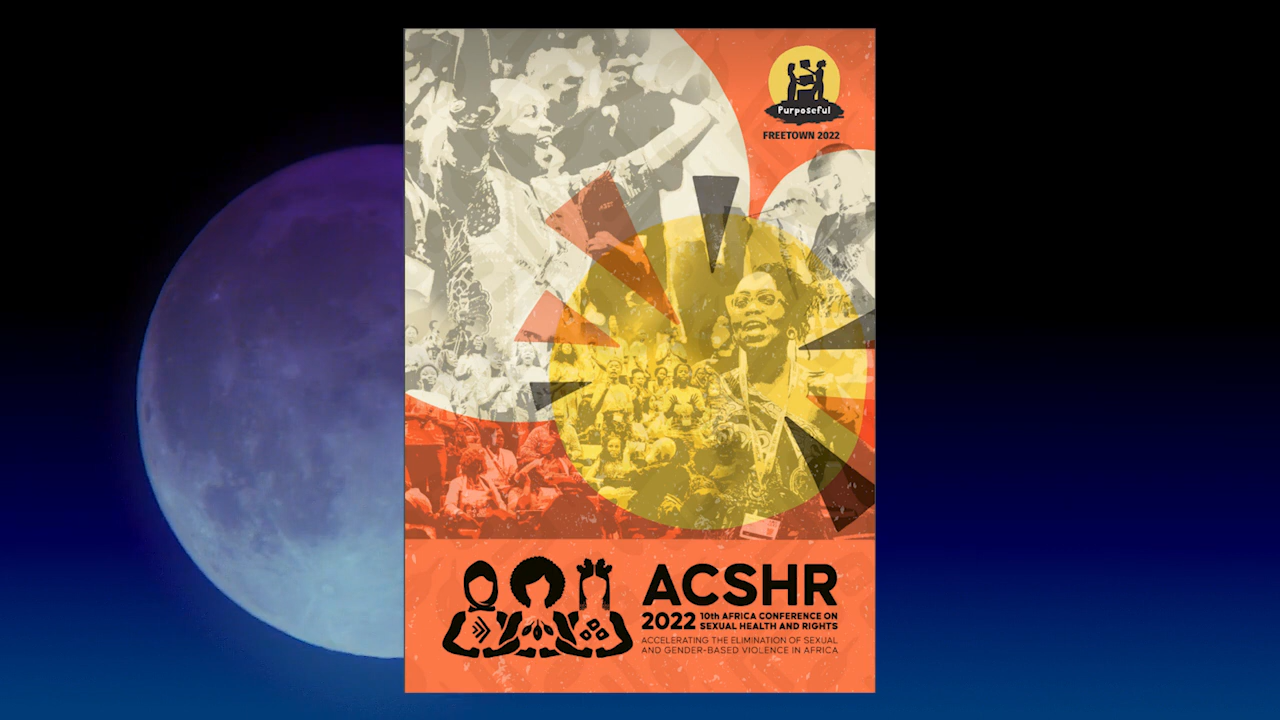 Purposeful
FREETOWN 2022
ACSHR
2022 10th AFRICA CONFERENCE ON
SEXUAL HEALTH AND RIGHTS
ACCELERATING THE ELIMINATION OF SEXUAL
AND GENDER-BASED VIOLENCE IN AFRICA